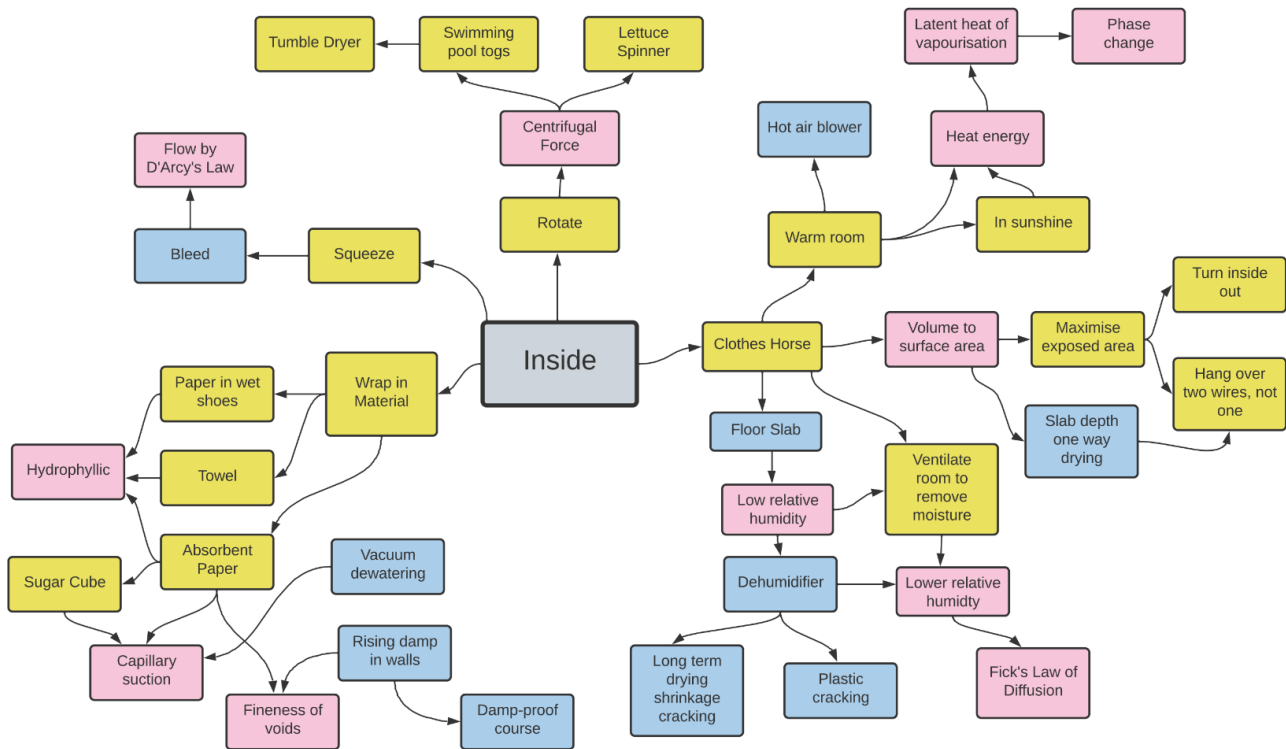 Tumble Dryer
Swimming
pool togs
Lettuce
Spinner
Latent heat of
vapourisation
Phase
change
Hot air blower
Centrifugal
Force
Heat energy
Flow by
D'Arcy's Law
Rotate
Warm room
In sunshine
Bleed
Squeeze
Turn inside
out
Inside
Clothes Horse
Volume to
surface area
Maximise
exposed area
Paper in wet
shoes
Wrap in
Material
Hang over
two wires, not
one
Floor Slab
Slab depth
one way
drying
Hydrophyllic
Towel
Ventilate
room to
remove
moisture
Low relative
humidity
Absorbent
Paper
Vacuum
dewatering
Sugar Cube
Dehumidifier
Lower relative
humidty
Capillary
suction
Rising damp
in walls
Long term
drying
shrinkage
cracking
Plastic
cracking
Fick's Law of
Diffusion
Fineness of
voids
Damp-proof
course